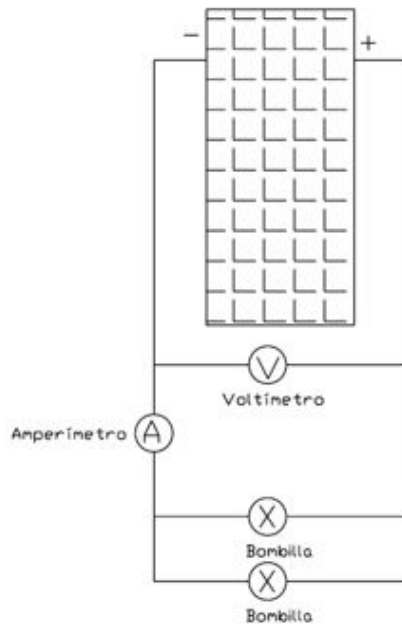 - +
V
Voltímetro
Amperímetro A
X
Bombilla
X
Bombilla